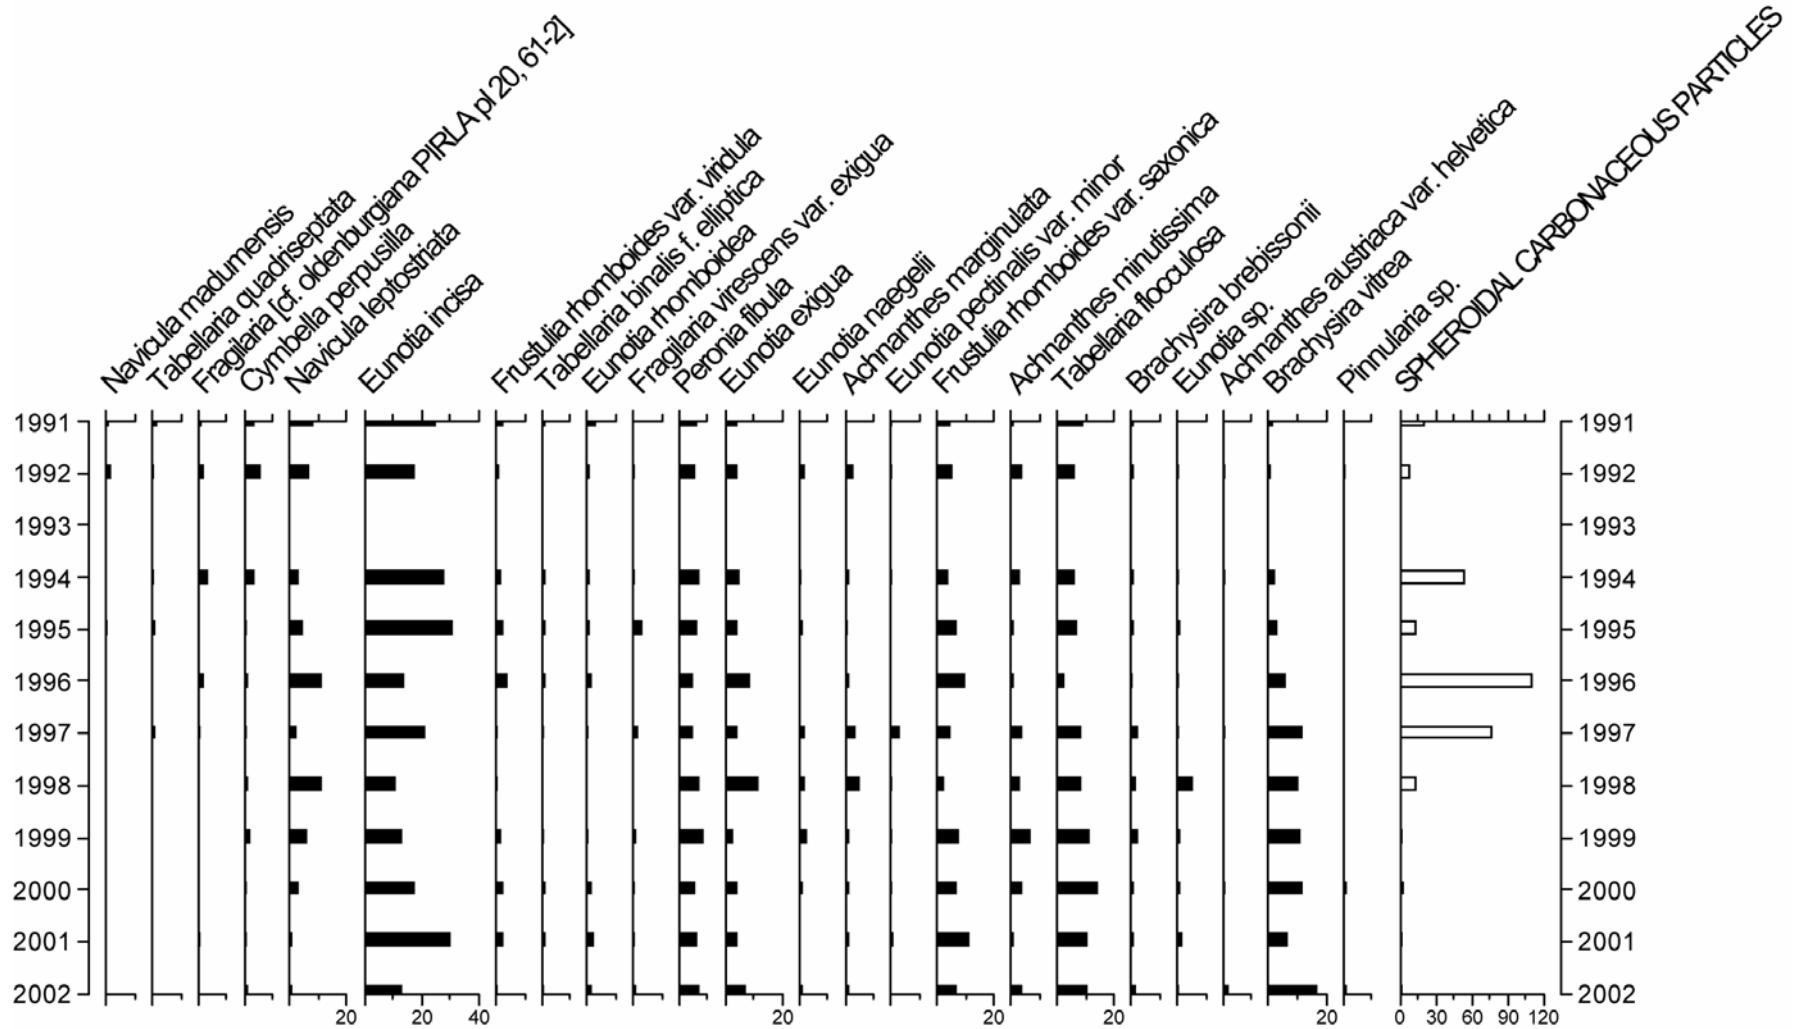 Navicula madumensis
Tabellaria quadriseptata
Fragilaria [cf. oldenburgiana PIRLA pl 20, 61-2]
Cymbella perpusilla
Navicula leptostriata
Eunotia incisa
Frustulia rhomboides var. viridula
Tabellaria binalis f. elliptica
Eunotia rhomboidea
Fragilaria virescens var. exigua
Peronia fibula
Eunotia exigua
Eunotia naegelii
Achnanthes marginulata
Eunotia pectinalis var. minor
Frustulia rhomboides var. saxonica
Achnanthes minutissima
Tabellaria flocculosa
Brachysira brebissonii
Eunotia sp.
Achnanthes austriaca var. helvetica
Brachysira vitrea
Pinnularia sp.
SPHEROIDAL CARBONACEOUS PARTICLES
1991 1991
1992 1992
1993 1993
1994 1994
1995 1995
1996 1996
1997 1997
1998 1998
1999 1999
2000 2000
2001 2001
2002 2002
20 0 20 40 20 20 20 20 0 30 60 90 120